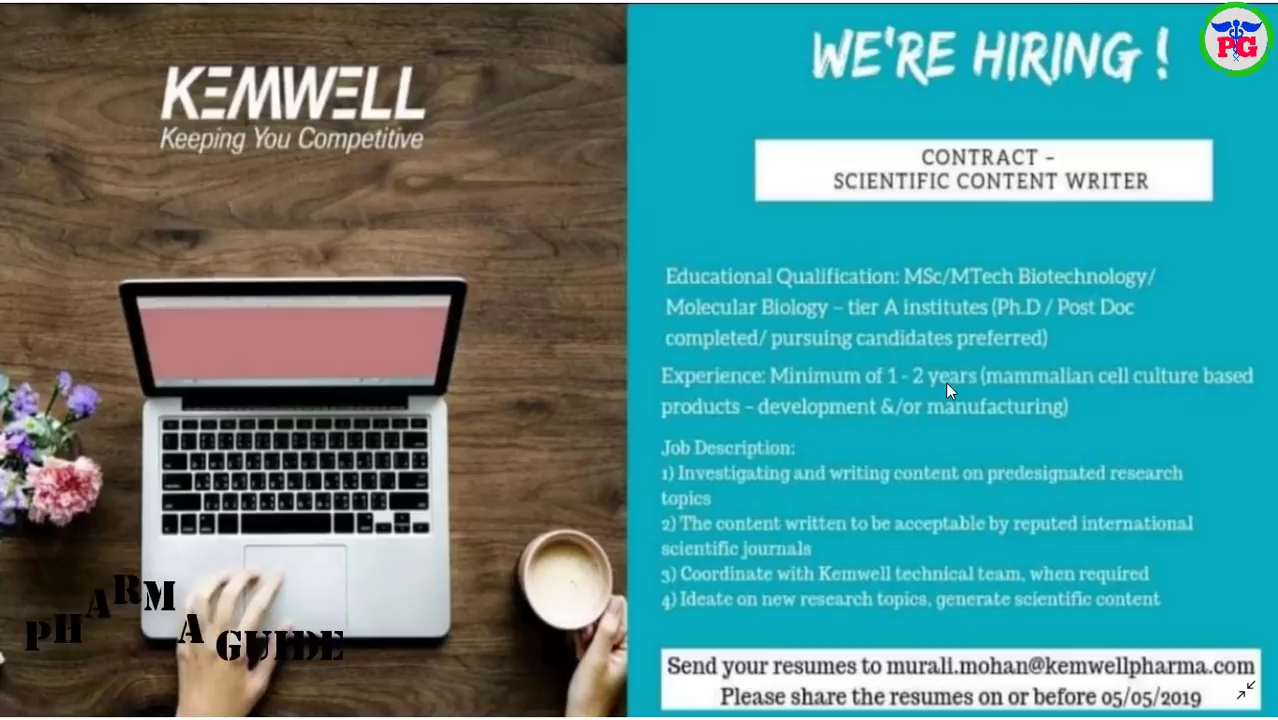 KEMWELL
Keeping You Competitive
PHARMA GUIDE
WE'RE HIRING !
PG
CONTRACT –
SCIENTIFIC CONTENT WRITER
Educational Qualification: MSc/MTech Biotechnology/
Molecular Biology – tier A institutes (Ph.D / Post Doc
completed/ pursuing candidates preferred)
Experience: Minimum of 1 - 2 years (mammalian cell culture based
products – development &/or manufacturing)
Job Description:
1) Investigating and writing content on predesignated research
topics
2) The content written to be acceptable by reputed international
scientific journals
3) Coordinate with Kemwell technical team, when required
4) Ideate on new research topics, generate scientific content
Send your resumes to murali.mohan@kemwellpharma.com
Please share the resumes on or before 05/05/2019